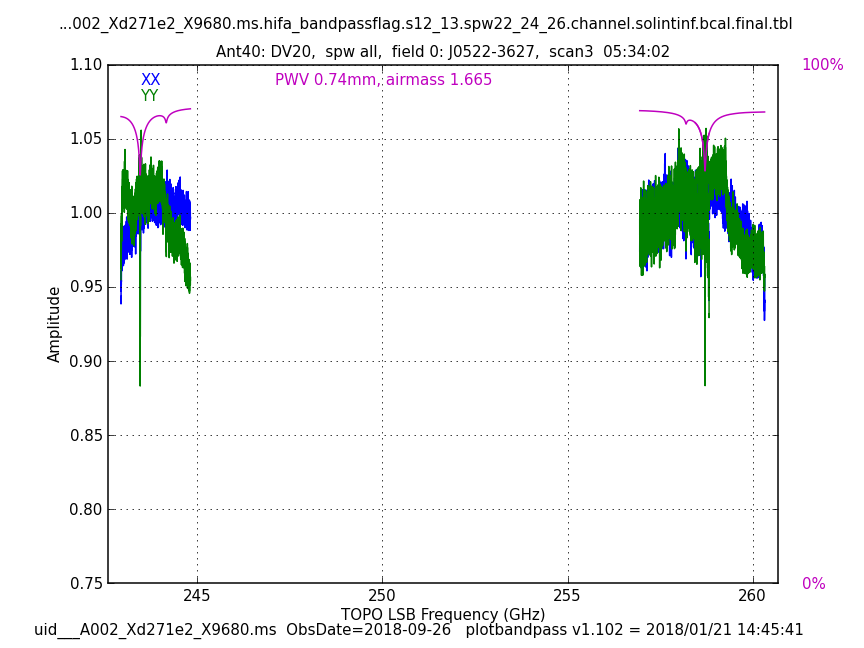 ...002_Xd271e2_X9680.ms.hifa_bandpassflag.s12_13.spw22_24_26.channel.solintinf.bcal.final.tbl
Ant40: DV20,  spw all,  field 0: J0522-3627,  scan3  05:34:02
1.10
XX
YY
PWV 0.74mm, airmass 1.665
100%
1.05
1.00
0.95
Amplitude
0.90
0.85
0.80
0.75
0%
245
250
255
260
TOPO LSB Frequency (GHz)
uid___A002_Xd271e2_X9680.ms  ObsDate=2018-09-26   plotbandpass v1.102 = 2018/01/21 14:45:41